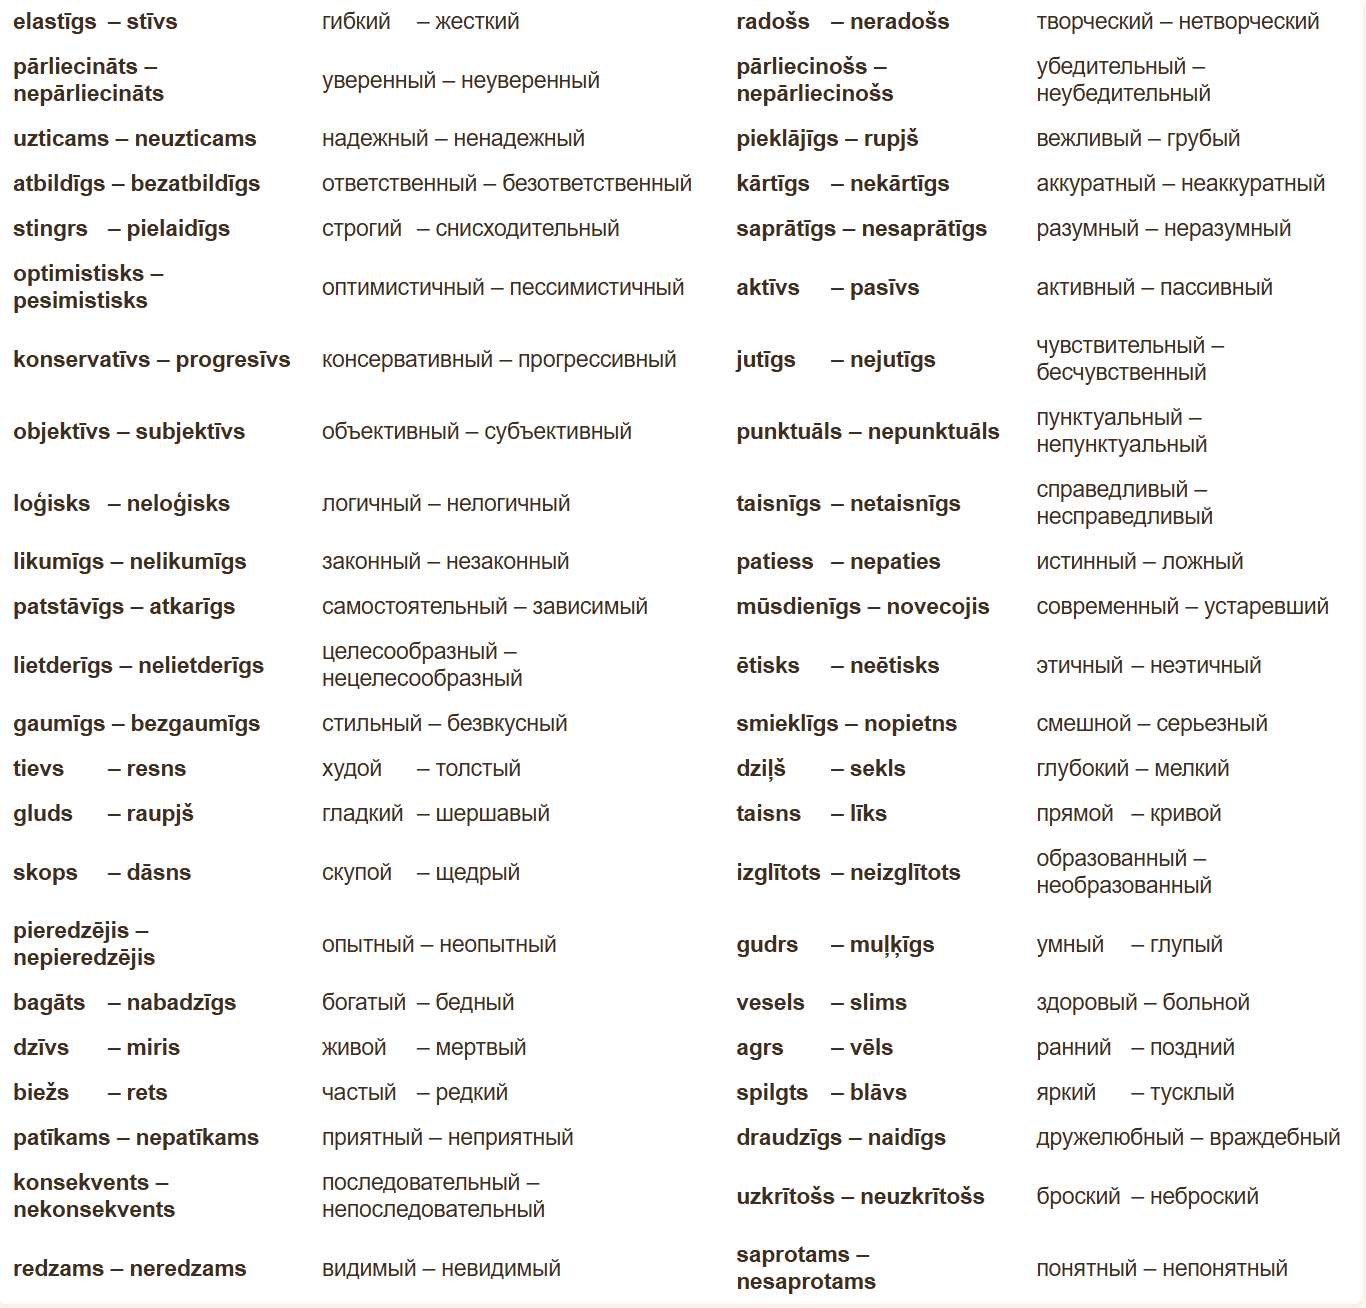 elastīgs – stīvs гибкий – жесткий radošs – neradošs творческий – нетворческий
pārliecināts – pārliecinošs – убедительный –
уверенный – неуверенный
nepārliecināts nepārliecinošs неубедительный
uzticams – neuzticams надежный – ненадежный pieklājīgs – rupjš вежливый – грубый
atbildīgs – bezatbildīgs ответственный – безответственный kārtīgs – nekārtīgs аккуратный – неаккуратный
stingrs – pielaidīgs строгий – снисходительный saprātīgs – nesaprātīgs разумный – неразумный
optimistisks –
оптимистичный – пессимистичный aktīvs – pasīvs активный – пассивный
pesimistisks
чувствительный –
konservatīvs – progresīvs консервативный – прогрессивный jutīgs – nejutīgs
бесчувственный
пунктуальный –
objektīvs – subjektīvs объективный – субъективный punktuāls – nepunktuāls
непунктуальный
справедливый –
loģisks – neloģisks логичный – нелогичный taisnīgs – netaisnīgs
несправедливый
likumīgs – nelikumīgs законный – незаконный patiess – nepaties истинный – ложный
patstāvīgs – atkarīgs самостоятельный – зависимый mūsdienīgs – novecojis современный – устаревший
целесообразный –
lietderīgs – nelietderīgs ētisks – neētisks этичный – неэтичный
нецелесообразный
gaumīgs – bezgaumīgs стильный – безвкусный smieklīgs – nopietns смешной – серьезный
tievs – resns худой – толстый dziļš – sekls глубокий – мелкий
gluds – raupjš гладкий – шершавый taisns – līks прямой – кривой
образованный –
skops – dāsns скупой – щедрый izglītots – neizglītots
необразованный
pieredzējis –
опытный – неопытный gudrs – muļķīgs умный – глупый
nepieredzējis
bagāts – nabadzīgs богатый – бедный vesels – slims здоровый – больной
dzīvs – miris живой – мертвый agrs – vēls ранний – поздний
biežs – rets частый – редкий spilgts – blāvs яркий – тусклый
patīkams – nepatīkams приятный – неприятный draudzīgs – naidīgs дружелюбный – враждебный
konsekvents – последовательный –
uzkrītošs – neuzkrītošs броский – неброский
nekonsekvents непоследовательный
saprotams –
redzams – neredzams видимый – невидимый понятный – непонятный
nesaprotams